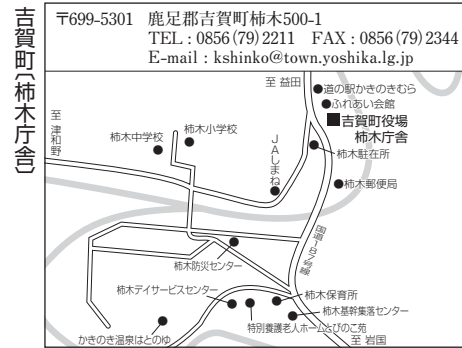 吉賀町〔柿木庁舎〕
〒699-5301 鹿足郡吉賀町柿木500-1
TEL : 0856(79)2211 FAX : 0856(79)2344
E-mail : kshinko@town.yoshika.lg.jp
至 益田
道の駅かきのきむら
ふれあい会館
吉賀町役場
柿木庁舎
至 津和野
柿木中学校
柿木小学校
JAしまね
柿木駐在所
柿木郵便局
国道187号線
柿木防災センター
柿木デイサービスセンター
柿木保育所
柿木基幹集落センター
特別養護老人ホームとびのこ苑
かきのき温泉はとのゆ
至 岩国